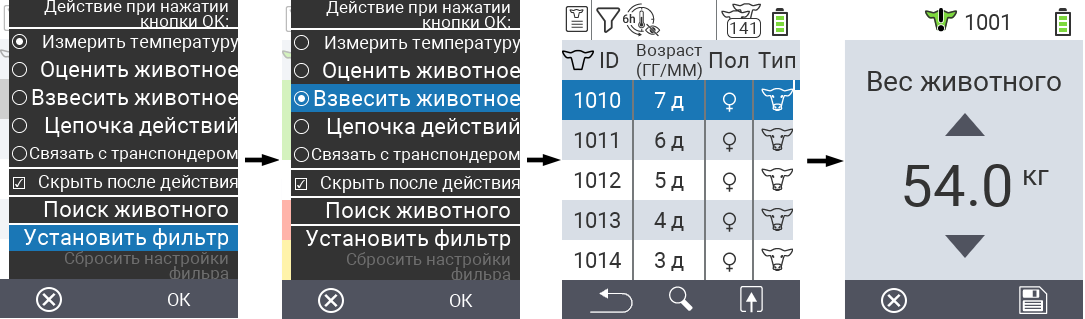 Действие при нажатии
кнопки OK:
Измерить температуру
Оценить животное
Взвесить животное
Цепочка действий
Связать с транспондером
Скрыть после действия
Поиск животного
Установить фильтр
Сбросить настройки
фильра
OK
Действие при нажатии
кнопки OK:
Измерить температуру
Оценить животное
Взвесить животное
Цепочка действий
Связать с транспондером
Скрыть после действия
Поиск животного
Установить фильтр
Сбросить настройки
фильра
OK
6h 141
ID Возраст (ГГ/ММ) Пол Тип
1010 7 д ♀
1011 6 д ♀
1012 5 д ♀
1013 4 д ♀
1014 3 д ♀
1001
Вес животного
54.0 кг